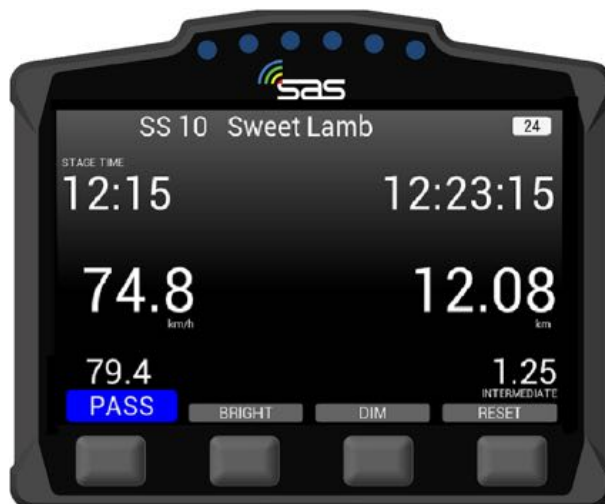 sas
SS 10 Sweet Lamb 24
STAGE TIME
12:15 12:23:15
74.8 12.08
km/h km
79.4 1.25
INTERMEDIATE
PASS BRIGHT DIM RESET